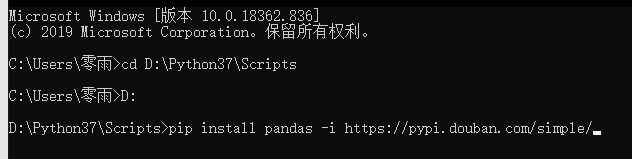 Microsoft Windows [版本 10.0.18362.836]
(c) 2019 Microsoft Corporation。保留所有权利。
C:\Users\零雨>cd D:\Python37\Scripts
C:\Users\零雨>D:
D:\Python37\Scripts>pip install pandas -i https://pypi.douban.com/simple/_